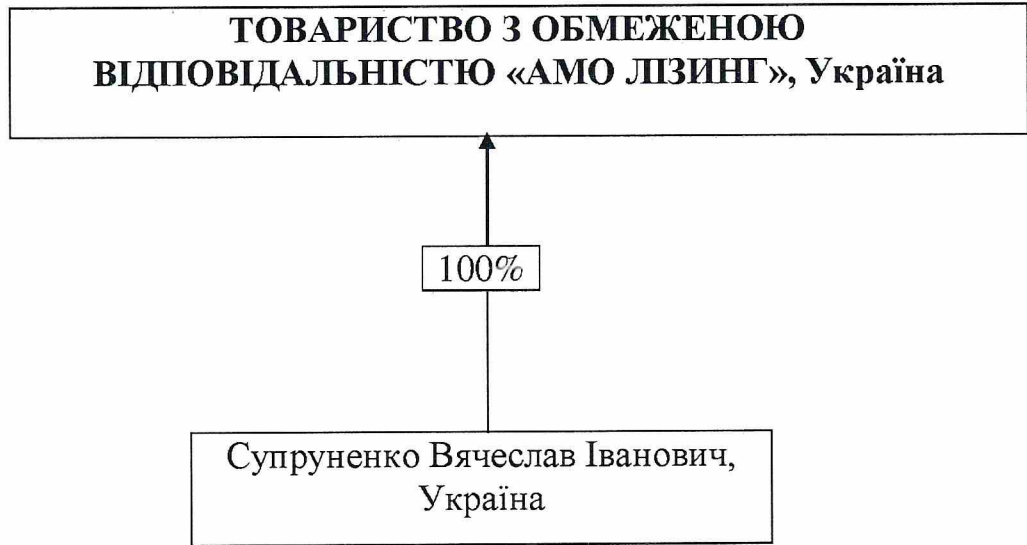 ТОВАРИСТВО З ОБМЕЖЕНОЮ
ВІДПОВІДАЛЬНІСТЮ «АМО ЛІЗИНГ», Україна
100%
Супруненко Вячеслав Іванович,
Україна